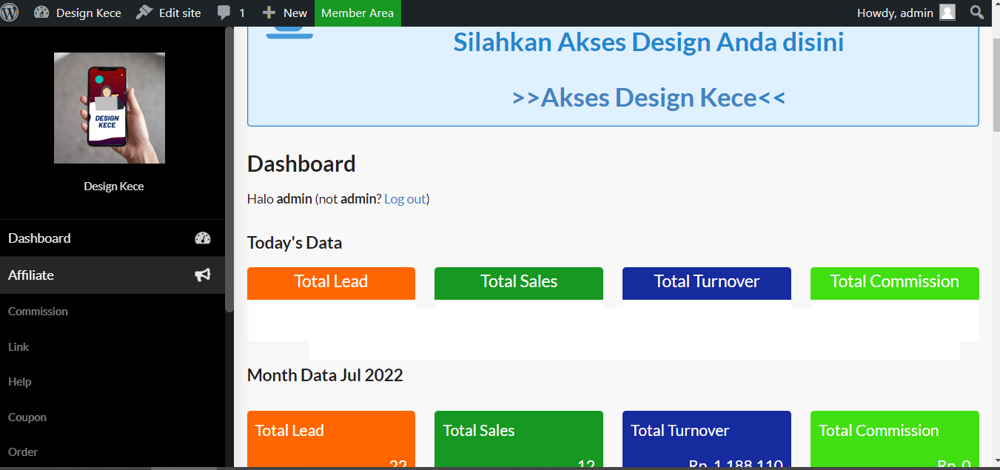 Design Kece
Edit site
1
New
Member Area
Howdy, admin
DESIGN
KECE
Design Kece
Dashboard
Affiliate
Commission
Link
Help
Coupon
Order
Silahkan Akses Design Anda disini
>>Akses Design Kece<<
Dashboard
Halo admin (not admin? Log out)
Today's Data
Total Lead
Total Sales
Total Turnover
Total Commission
Month Data Jul 2022
Total Lead
22
Total Sales
12
Total Turnover
Rp. 1.188.110
Total Commission
Rp. 0